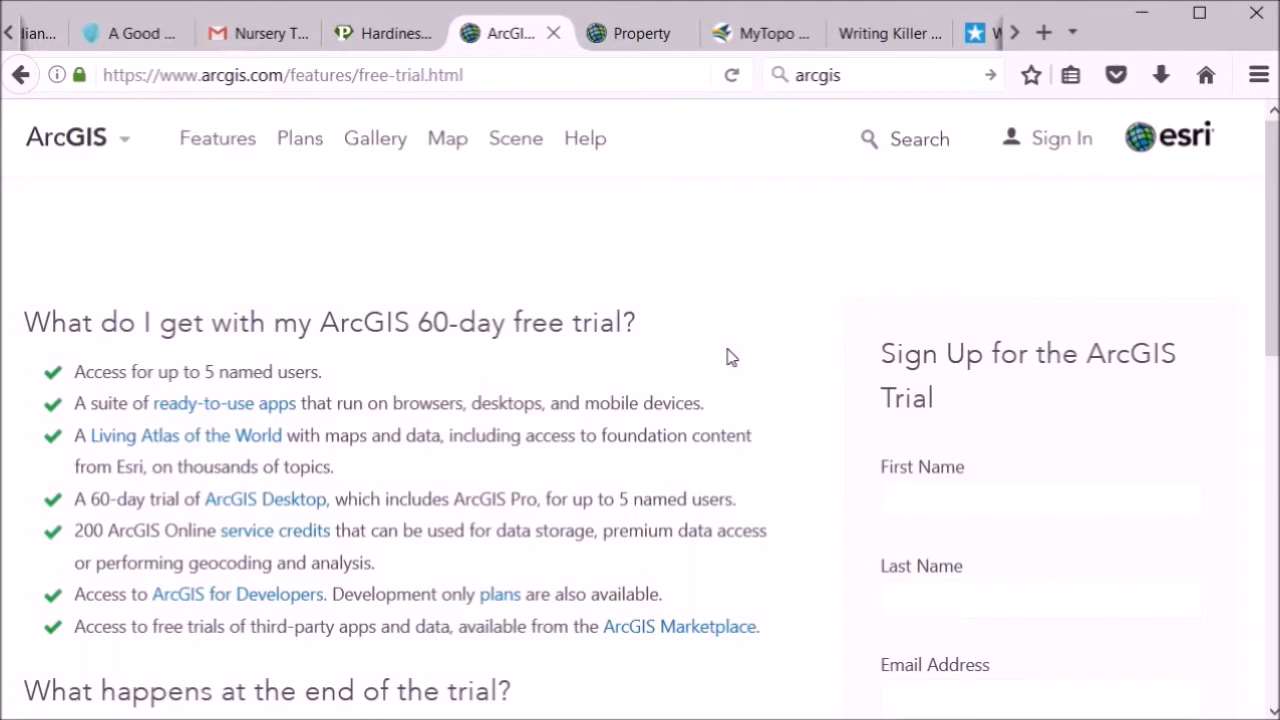 lian...
A Good ...
Nursery T...
Hardines...
ArcGI...
Property
MyTopo ...
Writing Killer ...
https://www.arcgis.com/features/free-trial.html
arcgis
ArcGIS
Features
Plans
Gallery
Map
Scene
Help
Search
Sign In
esri
What do I get with my ArcGIS 60-day free trial?
Access for up to 5 named users.
A suite of ready-to-use apps that run on browsers, desktops, and mobile devices.
A Living Atlas of the World with maps and data, including access to foundation content
from Esri, on thousands of topics.
A 60-day trial of ArcGIS Desktop, which includes ArcGIS Pro, for up to 5 named users.
200 ArcGIS Online service credits that can be used for data storage, premium data access
or performing geocoding and analysis.
Access to ArcGIS for Developers. Development only plans are also available.
Access to free trials of third-party apps and data, available from the ArcGIS Marketplace.
What happens at the end of the trial?
Sign Up for the ArcGIS
Trial
First Name
Last Name
Email Address